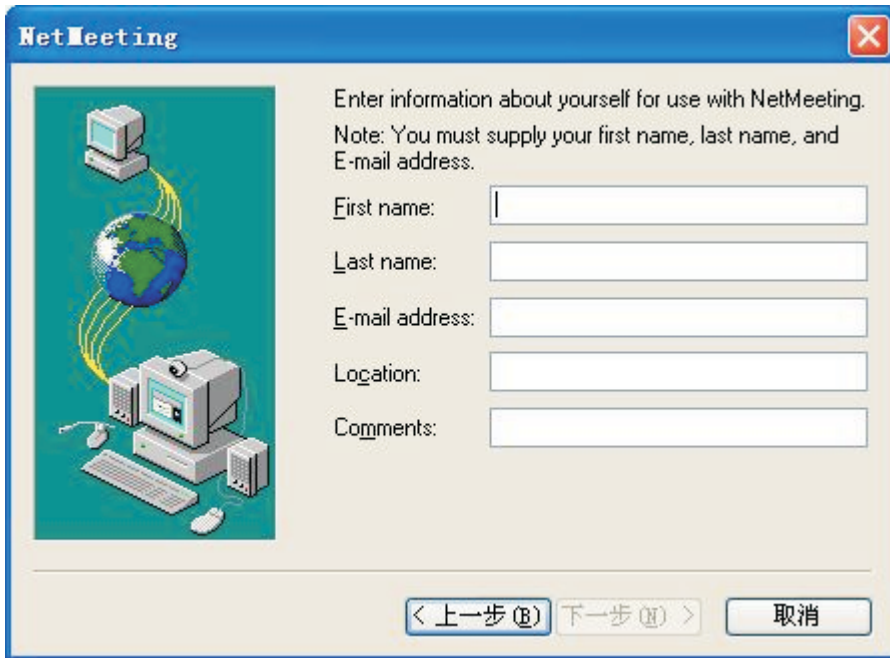 NetMeeting
Enter information about yourself for use with NetMeeting.
Note: You must supply your first name, last name, and
E-mail address.
First name:
Last name:
E-mail address:
Location:
Comments:
< 上一步(B) 下一步(N) > 取消